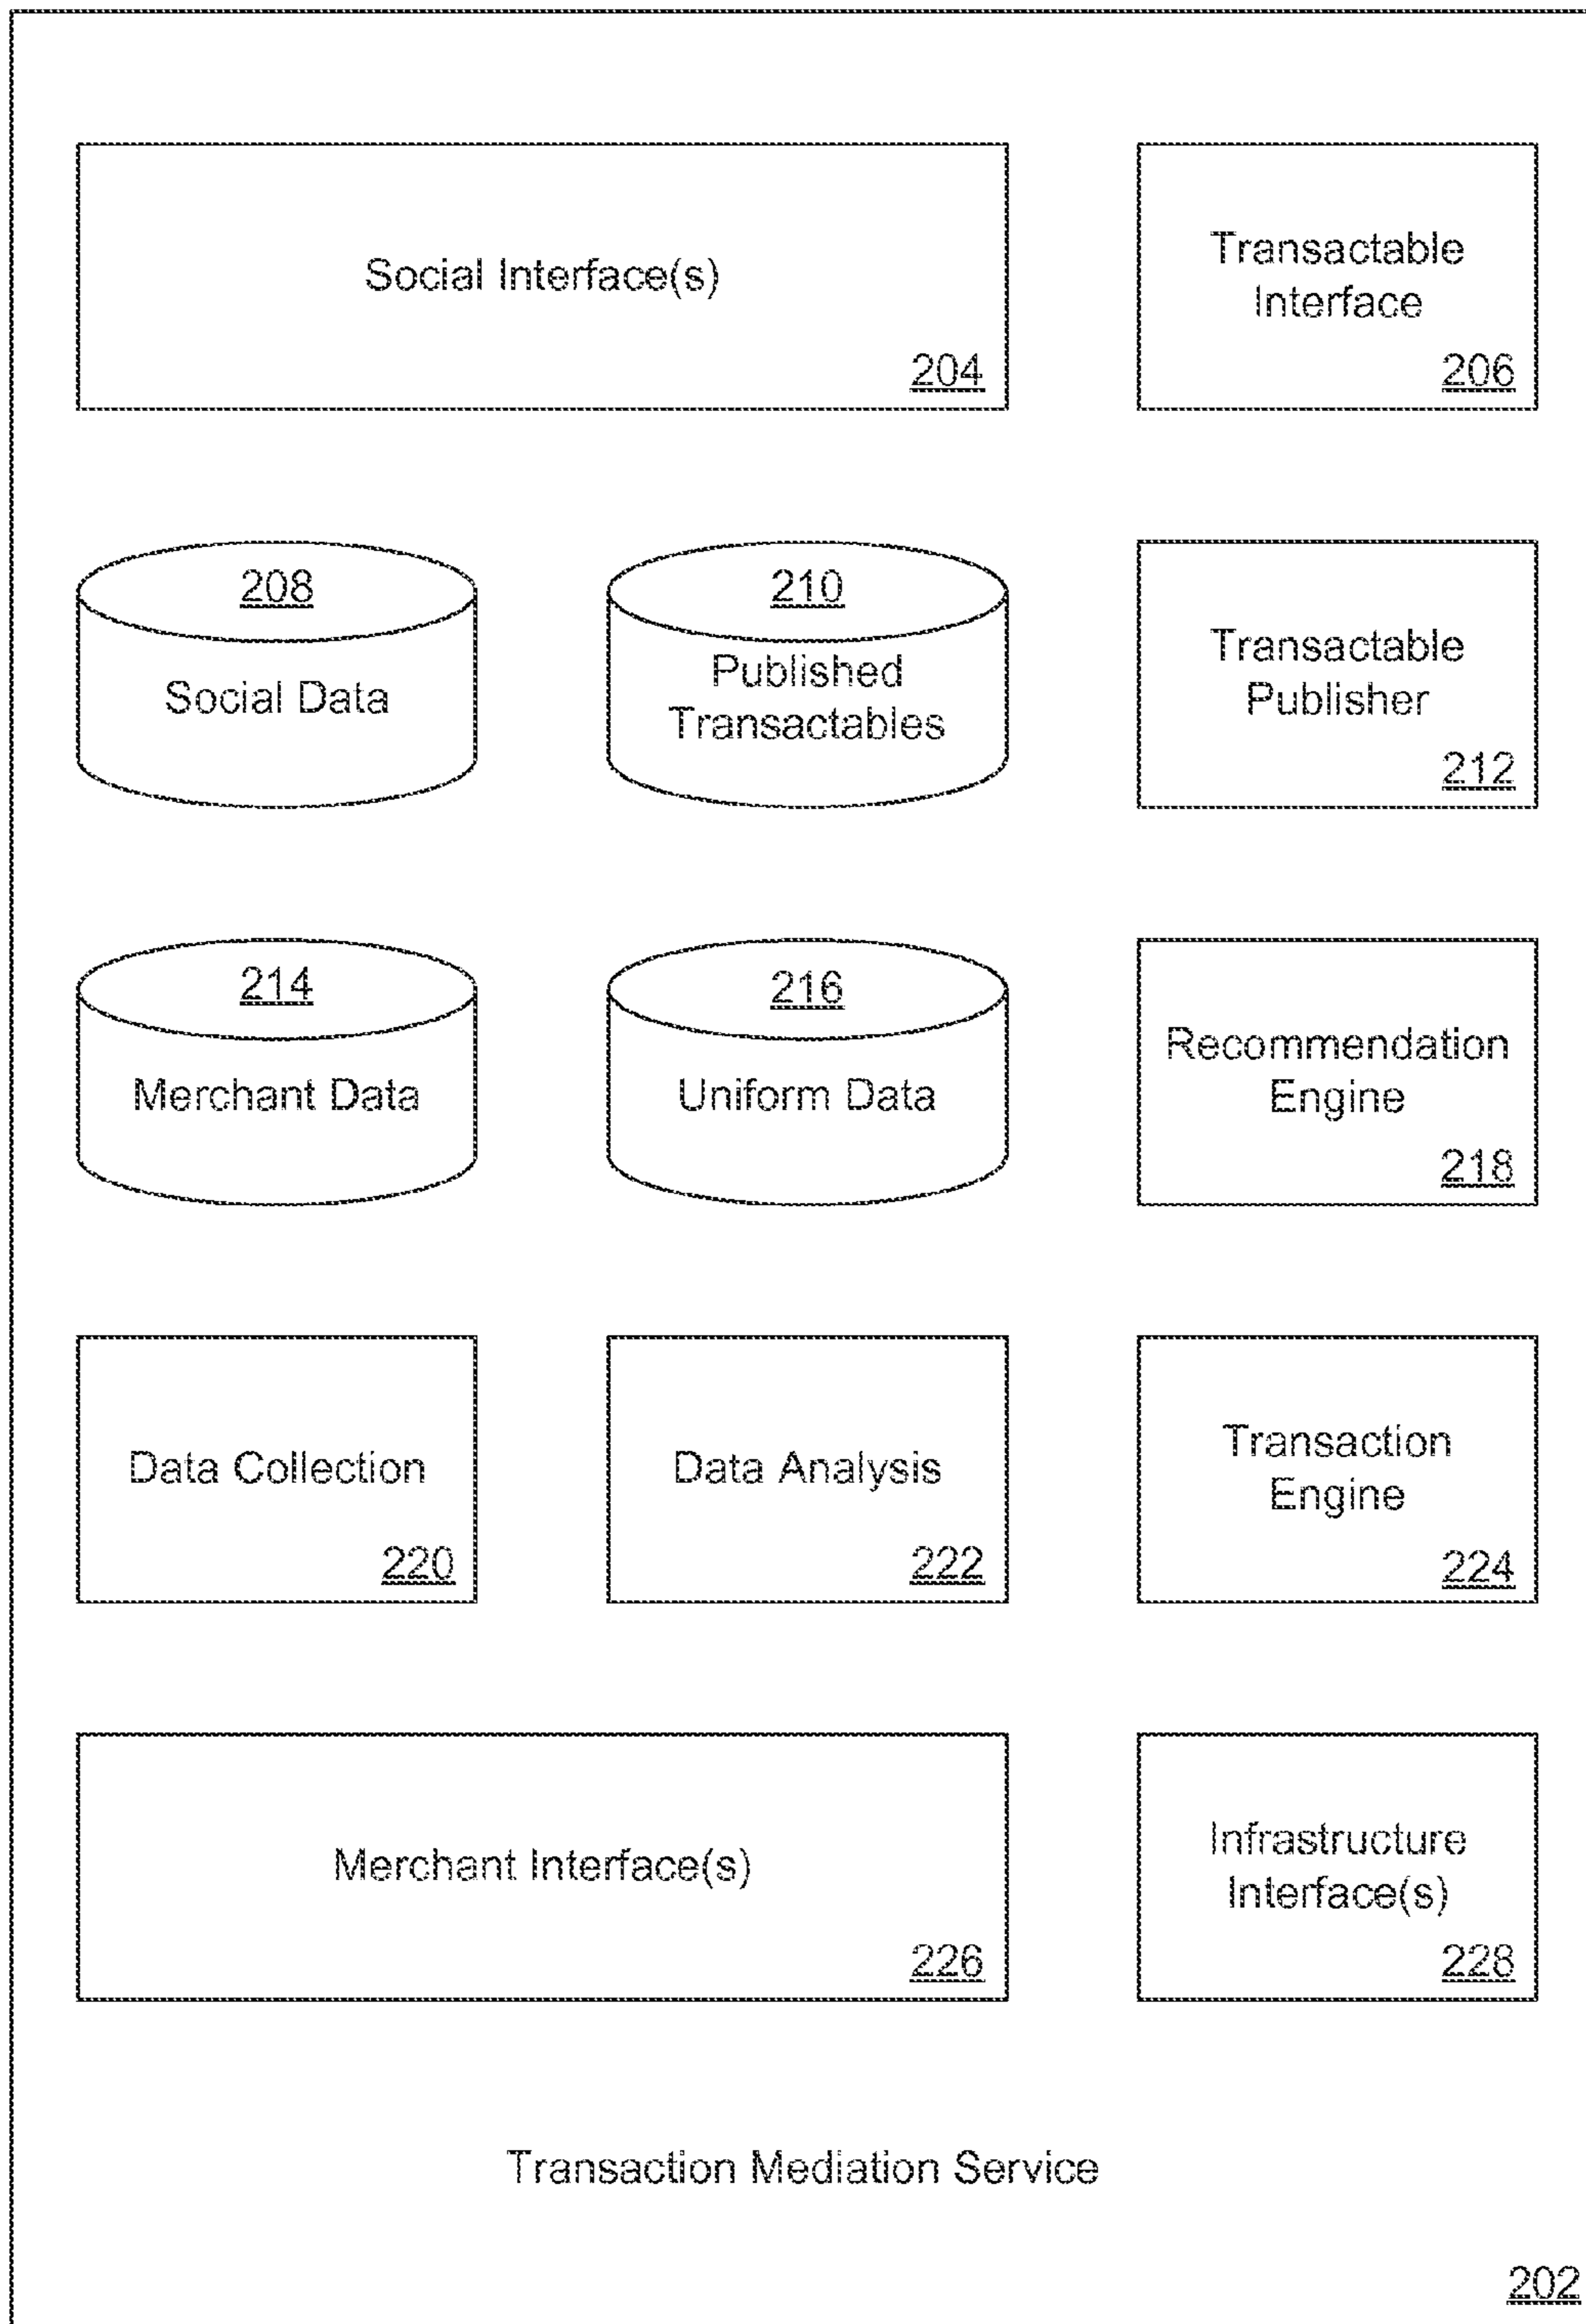 Social Interface(s)
204
Transactable
Interface
206
208
Social Data
210
Published
Transactables
Transactable
Publisher
212
214
Merchant Data
216
Uniform Data
Recommendation
Engine
218
Data Collection
220
Data Analysis
222
Transaction
Engine
224
Merchant Interface(s)
226
Infrastructure
Interface(s)
228
Transaction Mediation Service
202